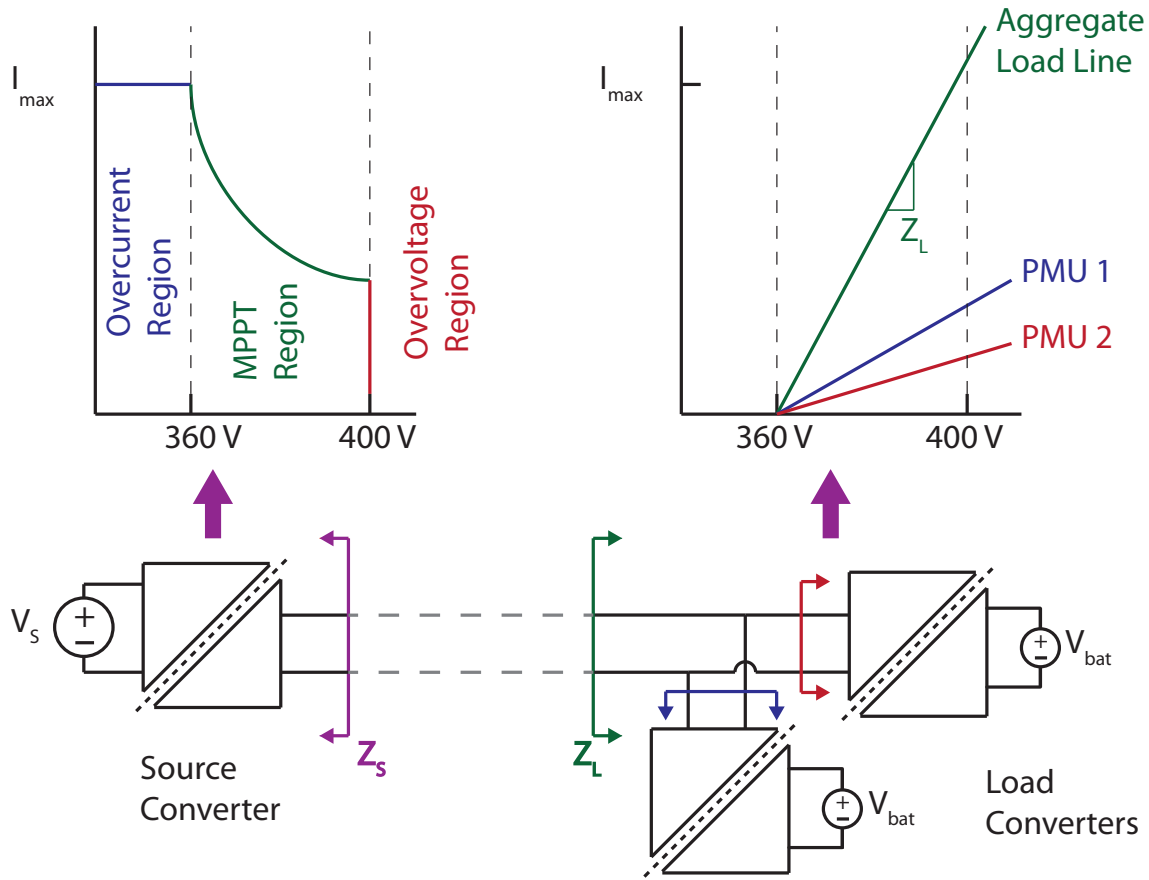 I max
Overcurrent
Region
MPPT
Region
Overvoltage
Region
360 V
400 V
I max
Aggregate
Load Line
Z L
PMU 1
PMU 2
360 V
400 V
V S
+
−
Source
Converter
Z S
Z L
+
−
V bat
+
−
V bat
Load
Converters